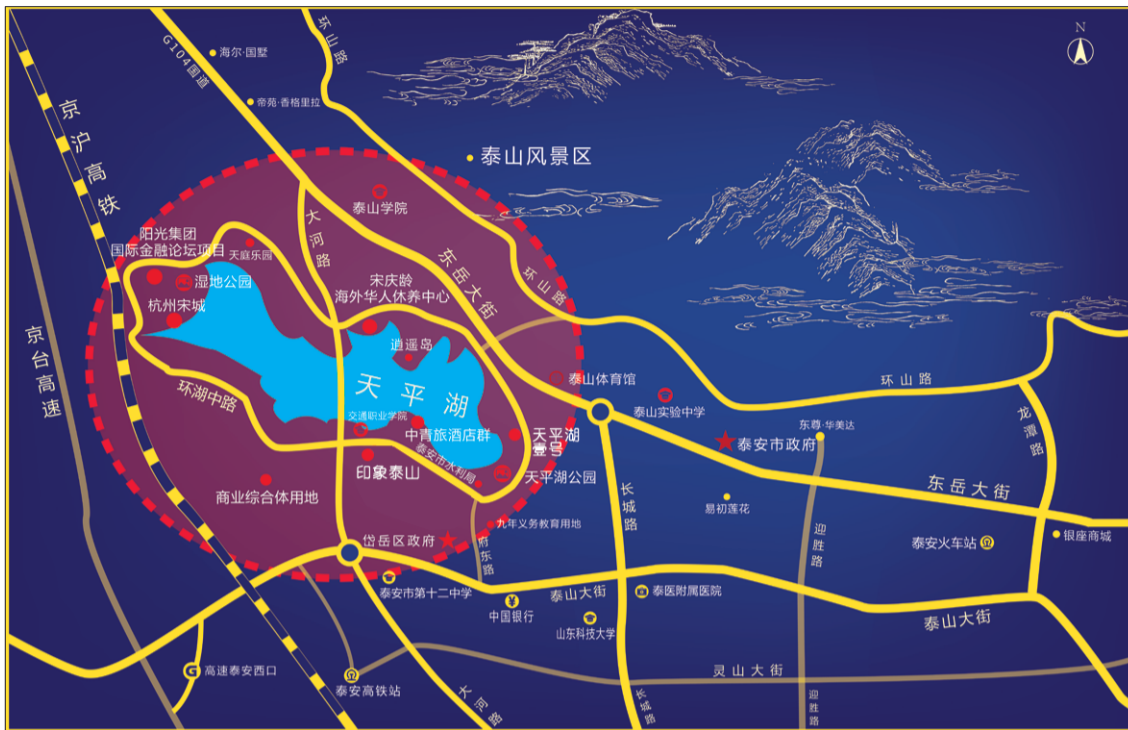 N
环山路
海尔·国墅
G104国道
京沪高铁
帝苑·香格里拉
泰山风景区
泰山学院
大河路
阳光集团
国际金融论坛项目
天庭乐园
东岳大街
湿地公园
宋庆龄
海外华人休养中心
环山路
杭州宋城
京台高速
逍遥岛
天平湖
环湖中路
泰山体育馆
环山路
泰山实验中学
龙潭路
交通职业学院
中青旅酒店群
天平湖
壹号
东尊·华美达
泰安市政府
印象泰山
泰安市水利局
天平湖公园
商业综合体用地
长城路
东岳大街
易初莲花
九年义务教育用地
迎胜路
岱岳区政府
府东路
泰安火车站
银座商城
泰安市第十二中学
泰山大街
泰医附属医院
中国银行
山东科技大学
泰山大街
高速泰安西口
灵山大街
泰安高铁站
大河路
长城路
迎胜路